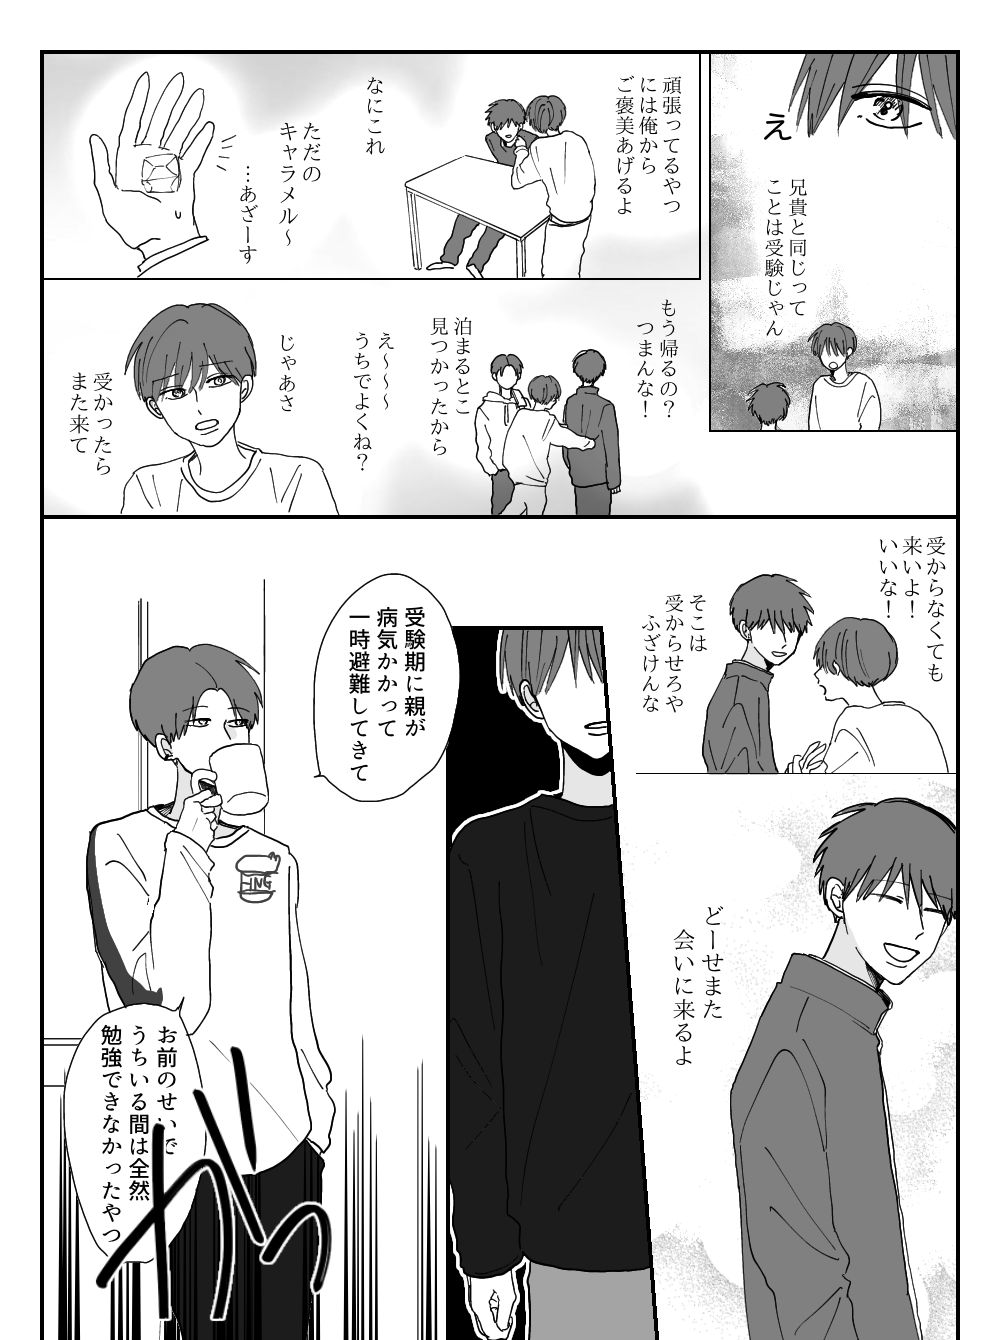 え
兄貴と同じって
ことは受験じゃん
頑張ってるやつ
には俺から
ご褒美あげるよ
なにこれ
ただの
キャラメル～
…あざーす
もう帰るの？
つまんな！
泊まるとこ
見つかったから
え～～～
うちでよくね？
じゃあさ
受かったら
また来て
受からなくても
来いよ！
いいな！
そこは
受からせろや
ふざけんな
どーせまた
会いに来るよ
受験期に親が
病気かかって
一時避難してきて
ING
お前のせいで
うちいる間は全然
勉強できなかったやつ
がっ